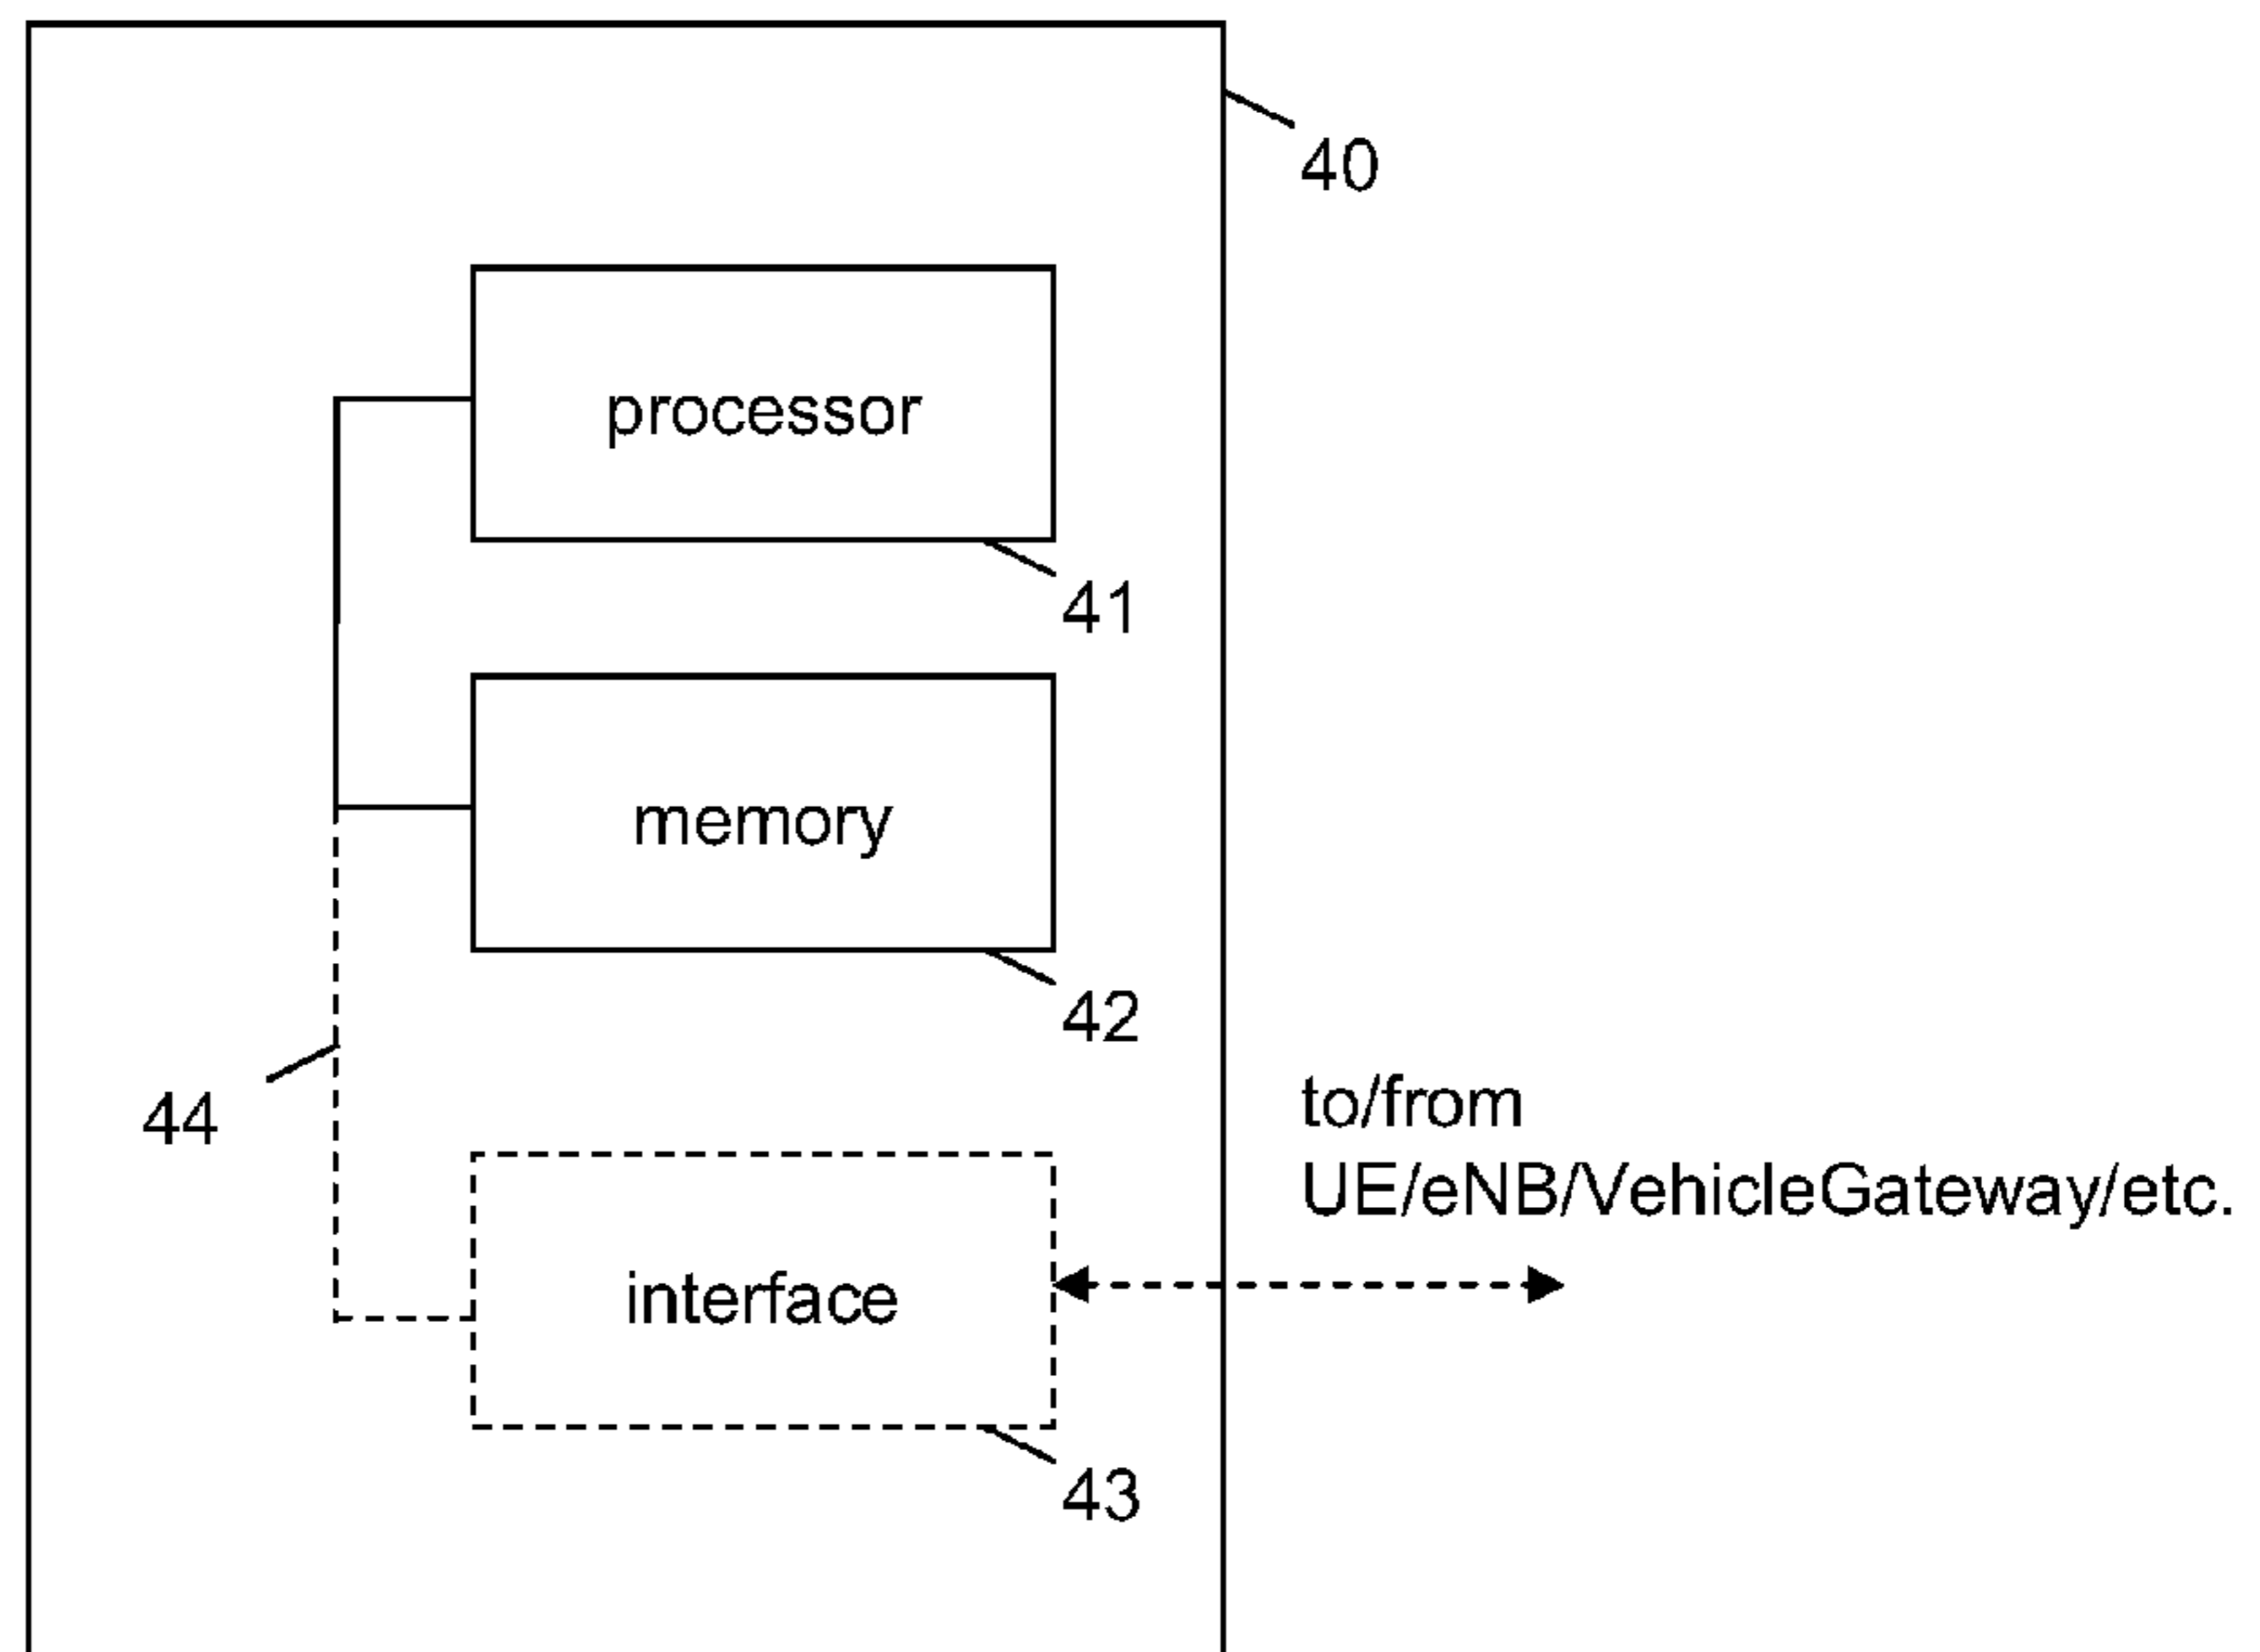 40
processor
41
memory
42
44
to/from
UE/eNB/VehicleGateway/etc.
interface
43